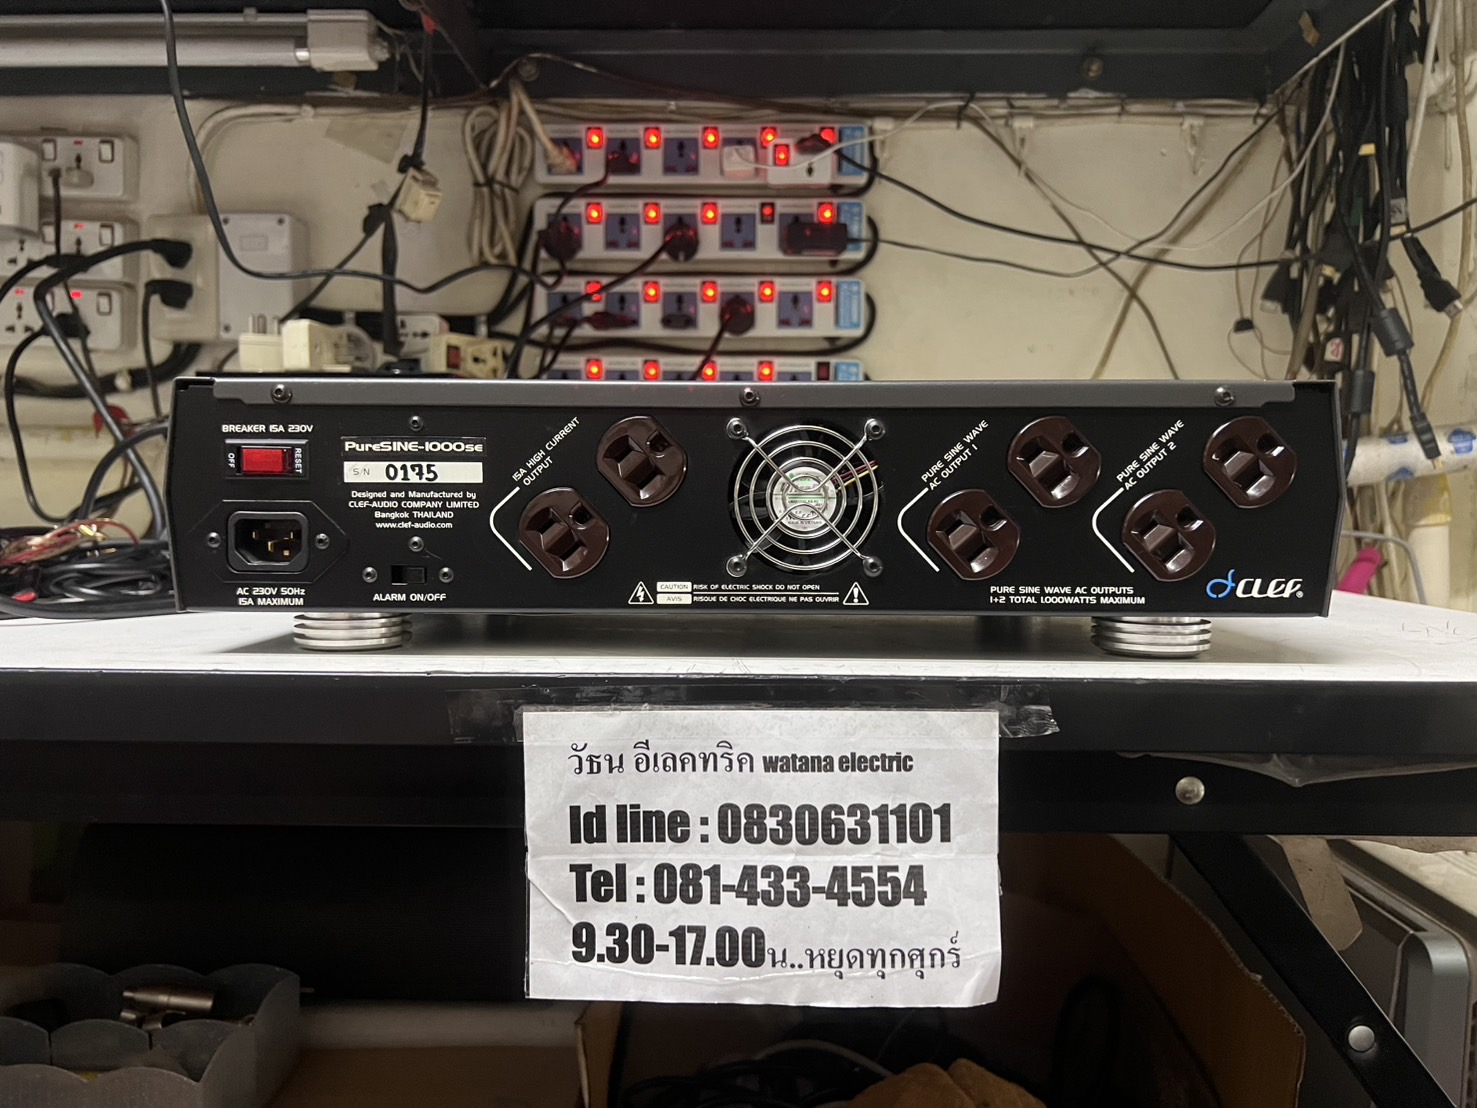 BREAKER 15A 230V
OFF
RESET
PureSINE-1000SE
S/N 0175
Designed and Manufactured by
CLEF-AUDIO COMPANY LIMITED
Bangkok THAILAND
www.clef-audio.com
AC 230V 50Hz
15A MAXIMUM
ALARM ON/OFF
15A HIGH CURRENT
OUTPUT
CAUTION RISK OF ELECTRIC SHOCK DO NOT OPEN
AVIS RISQUE DE CHOC ELECTRIQUE NE PAS OUVRIR
PURE SINE WAVE
AC OUTPUT 1
PURE SINE WAVE
AC OUTPUT 2
PURE SINE WAVE AC OUTPUTS
1+2 TOTAL 1,000WATTS MAXIMUM
CLEF®
วัธน อีเลคทริค watana electric
Id line : 0830631101
Tel : 081-433-4554
9.30-17.00น..หยุดทุกศุกร์